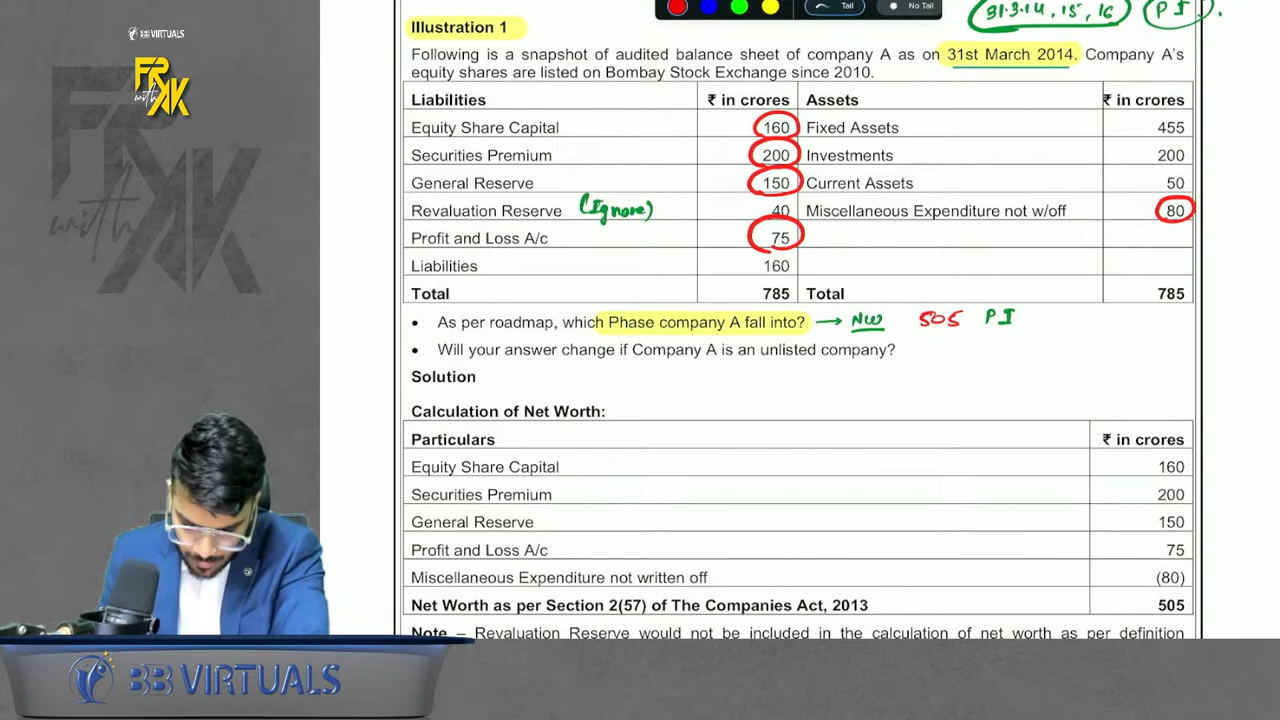 BB VIRTUALS
FR
with
AK
Tail
No Tail
31.3.14, 15, 16
P I
Illustration 1
Following is a snapshot of audited balance sheet of company A as on 31st March 2014. Company A's
equity shares are listed on Bombay Stock Exchange since 2010.
Liabilities ₹ in crores Assets ₹ in crores
Equity Share Capital 160 Fixed Assets 455
Securities Premium 200 Investments 200
General Reserve 150 Current Assets 50
Revaluation Reserve (Ignore) 40 Miscellaneous Expenditure not w/off 80
Profit and Loss A/c 75
Liabilities 160
Total 785 Total 785
• As per roadmap, which Phase company A fall into? → NW 505 P I
• Will your answer change if Company A is an unlisted company?
Solution
Calculation of Net Worth:
Particulars ₹ in crores
Equity Share Capital 160
Securities Premium 200
General Reserve 150
Profit and Loss A/c 75
Miscellaneous Expenditure not written off (80)
Net Worth as per Section 2(57) of The Companies Act, 2013 505
Note – Revaluation Reserve would not be included in the calculation of net worth as per definition
FR
with
AK
BB VIRTUALS